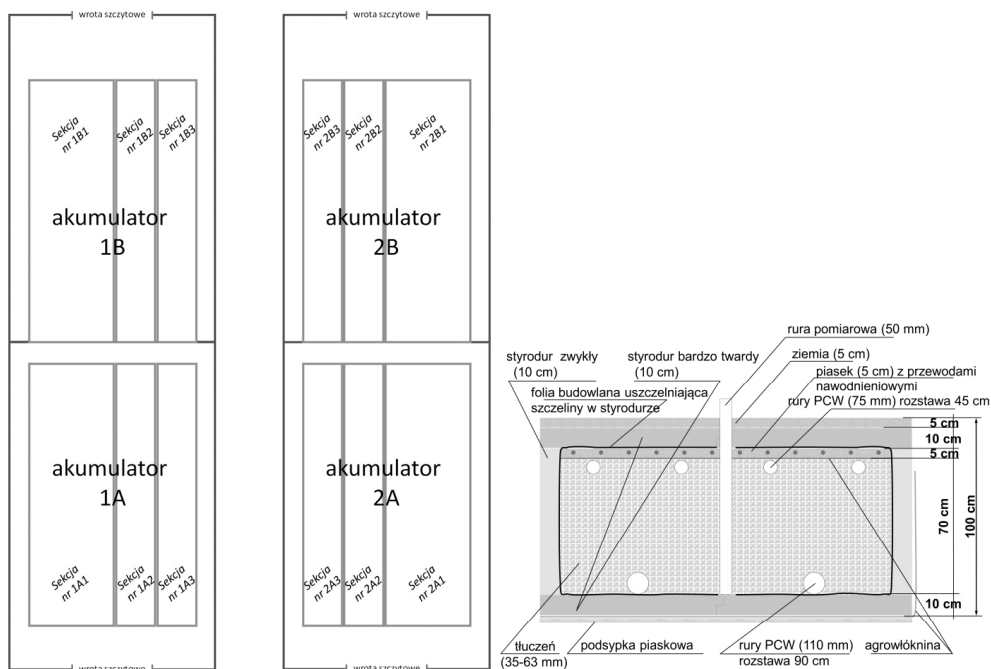 wrota szczytowe
wrota szczytowe
Sekcja
nr 1B1
Sekcja
nr 1B2
Sekcja
nr 1B3
akumulator
1B
Sekcja
nr 2B3
Sekcja
nr 2B2
Sekcja
nr 2B1
akumulator
2B
akumulator
1A
Sekcja
nr 1A1
Sekcja
nr 1A2
Sekcja
nr 1A3
akumulator
2A
Sekcja
nr 2A3
Sekcja
nr 2A2
Sekcja
nr 2A1
wrota szczytowe
wrota szczytowe
rura pomiarowa (50 mm)
styrodur zwykły
(10 cm)
styrodur bardzo twardy
(10 cm)
ziemia (5 cm)
piasek (5 cm) z przewodami
nawodnieniowymi
folia budowlana uszczelniająca
szczeliny w styrodurze
rury PCW (75 mm) rozstawa 45 cm
5 cm
10 cm
5 cm
70 cm
100 cm
10 cm
tłuczeń
(35-63 mm)
podsypka piaskowa
rury PCW (110 mm)
rozstawa 90 cm
agrowłóknina